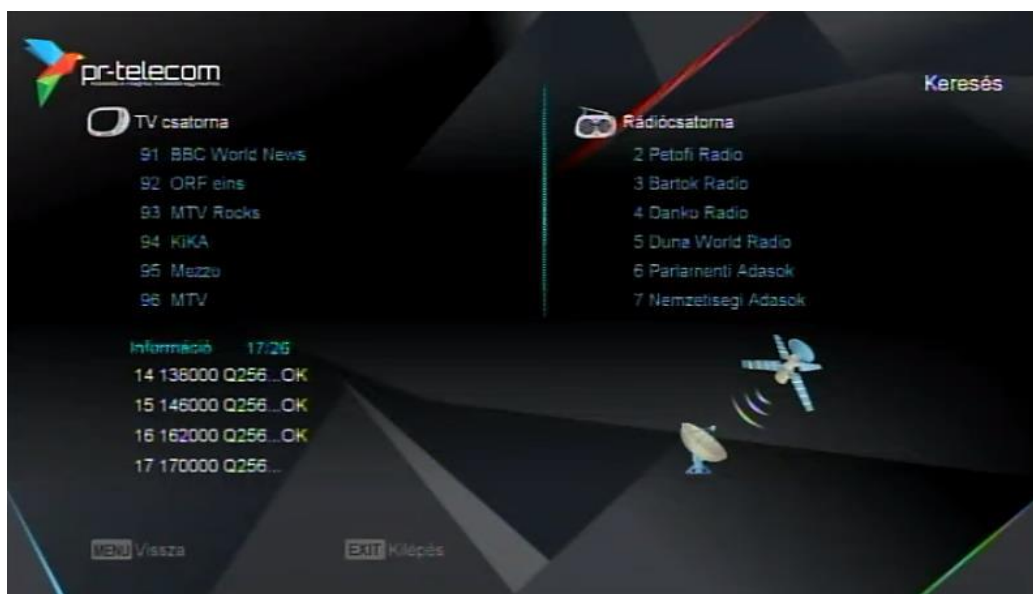 pr-telecom
Keresés
TV csatorna
91 BBC World News
92 ORF eins
93 MTV Rocks
94 KiKA
95 Mezzo
96 MTV
Rádiócsatorna
2 Petofi Radio
3 Bartok Radio
4 Danko Radio
5 Duna World Radio
6 Parlamenti Adasok
7 Nemzetisegi Adasok
Információ 17/26
14 138000 Q256...OK
15 146000 Q256...OK
16 162000 Q256...OK
17 170000 Q256...
MENU Vissza
EXIT Kilépés